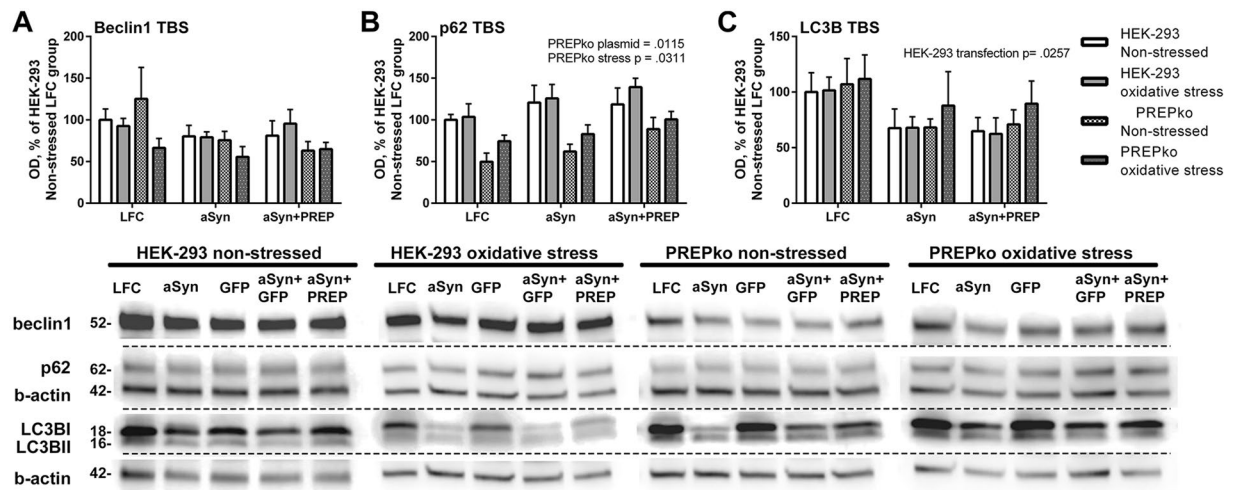 A
Beclin1 TBS
OD, % of HEK-293
Non-stressed LFC group
200
150
100
50
0
LFC
aSyn
aSyn+PREP
B
p62 TBS
PREPko plasmid = .0115
PREPko stress p = .0311
OD, % of HEK-293
Non-stressed LFC group
200
150
100
50
0
LFC
aSyn
aSyn+PREP
C
LC3B TBS
HEK-293 transfection p= .0257
OD, % of HEK-293
Non-stressed LFC group
150
100
50
0
LFC
aSyn
aSyn+PREP
HEK-293
Non-stressed
HEK-293
oxidative stress
PREPko
Non-stressed
PREPko
oxidative stress
HEK-293 non-stressed
HEK-293 oxidative stress
PREPko non-stressed
PREPko oxidative stress
LFC aSyn GFP aSyn+ GFP aSyn+ PREP
LFC aSyn GFP aSyn+ GFP aSyn+ PREP
LFC aSyn GFP aSyn+ GFP aSyn+ PREP
LFC aSyn GFP aSyn+ GFP aSyn+ PREP
beclin1 52-
p62 62-
b-actin 42-
LC3BI 18-
LC3BII 16-
b-actin 42-